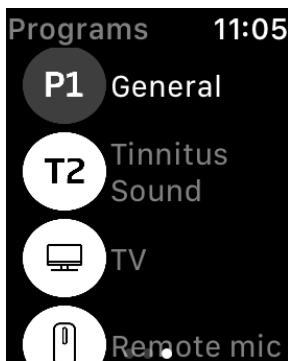 Programs 11:05
P1 General
T2 Tinnitus
Sound
TV
Remote mic